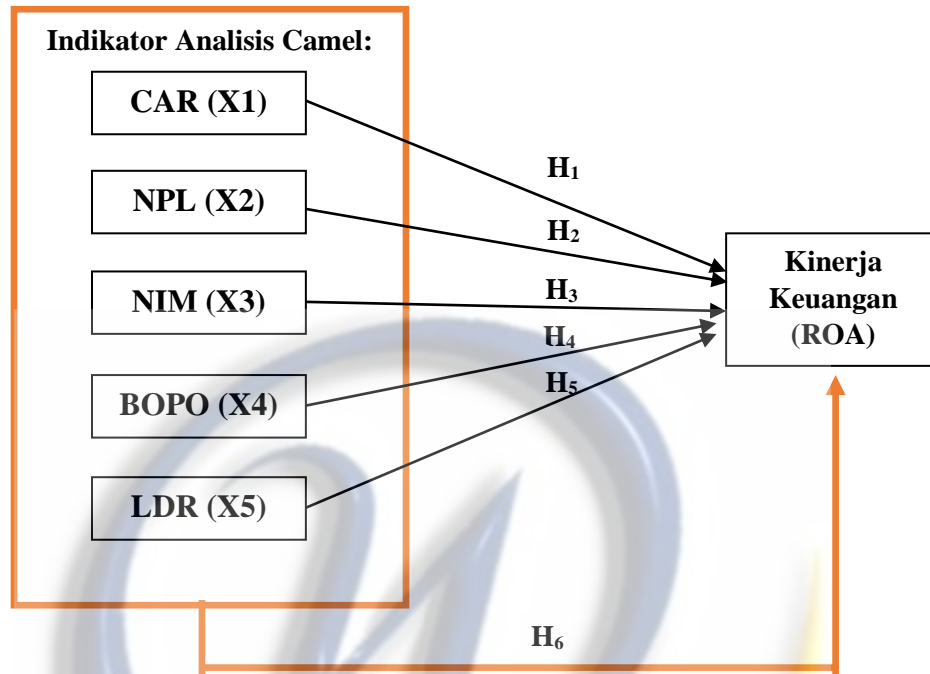 Indikator Analisis Camel:
CAR (X1)
NPL (X2)
NIM (X3)
BOPO (X4)
LDR (X5)
H₁
H₂
H₃
H₄
H₅
H₆
Kinerja
Keuangan
(ROA)